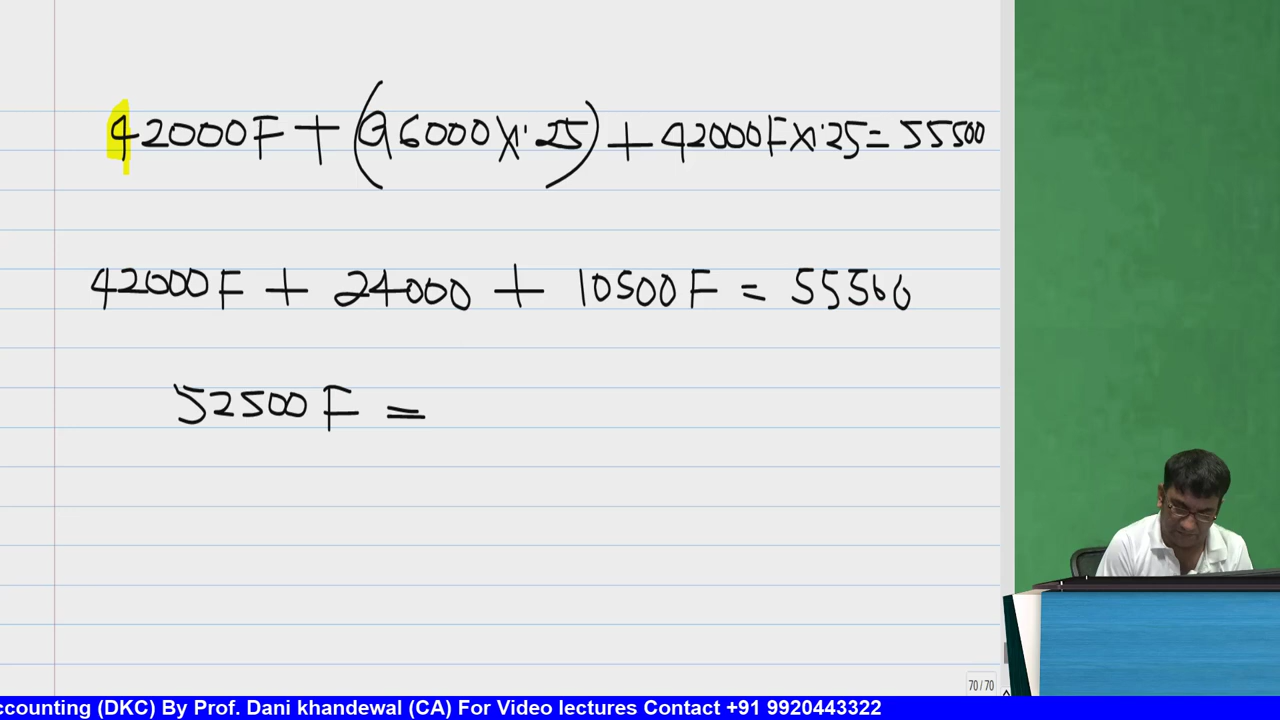 42000F + (96000 x .25) + 42000F x .25 = 55500
42000F + 24000 + 10500F = 55500
52500F =
70 / 70
ccounting (DKC) By Prof. Dani khandewal (CA) For Video lectures Contact +91 9920443322